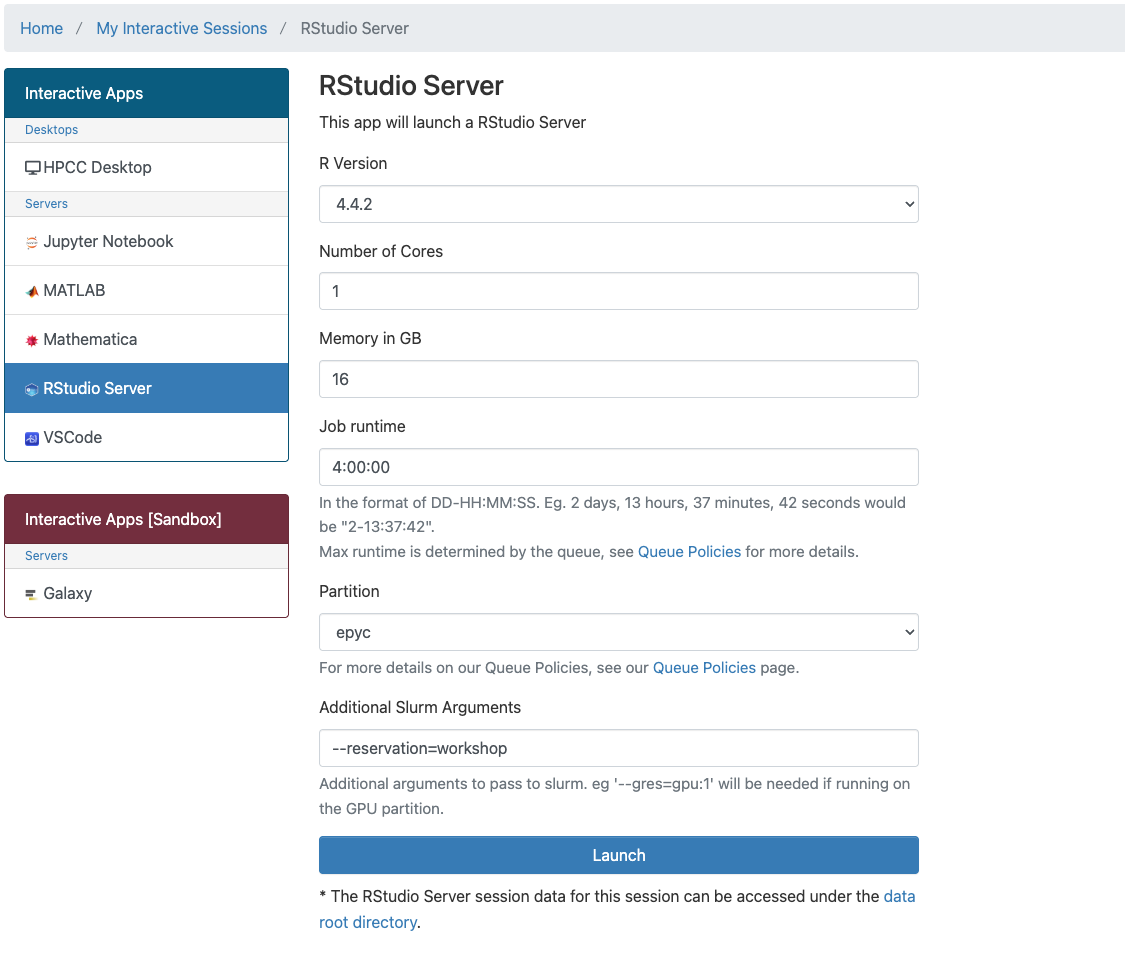 Home / My Interactive Sessions / RStudio Server
Interactive Apps
Desktops
HPCC Desktop
Servers
Jupyter Notebook
MATLAB
Mathematica
RStudio Server
VSCode
Interactive Apps [Sandbox]
Servers
Galaxy
RStudio Server
This app will launch a RStudio Server
R Version
4.4.2
Number of Cores
1
Memory in GB
16
Job runtime
4:00:00
In the format of DD-HH:MM:SS. Eg. 2 days, 13 hours, 37 minutes, 42 seconds would
be "2-13:37:42".
Max runtime is determined by the queue, see Queue Policies for more details.
Partition
epyc
For more details on our Queue Policies, see our Queue Policies page.
Additional Slurm Arguments
--reservation=workshop
Additional arguments to pass to slurm. eg '--gres=gpu:1' will be needed if running on
the GPU partition.
Launch
* The RStudio Server session data for this session can be accessed under the data
root directory.